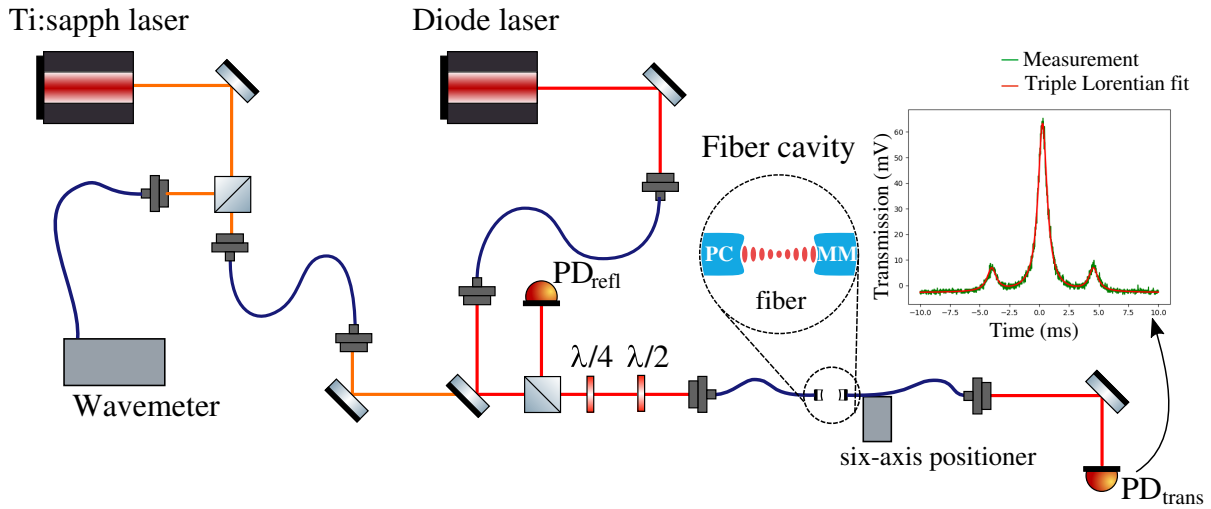 Ti:sapph laser
Diode laser
Measurement
Triple Lorentian fit
Fiber cavity
PC
MM
fiber
Transmission (mV)
60
50
40
30
20
10
0
−10.0 −7.5 −5.0 −2.5 0.0 2.5 5.0 7.5 10.0
Time (ms)
PDrefl
λ/4
λ/2
Wavemeter
six-axis positioner
PDtrans